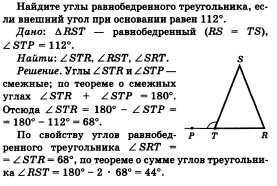 Найдите углы равнобедренного треугольника, ес-
ли внешний угол при основании равен 112°.
Дано: △RST — равнобедренный (RS = TS),
∠STP = 112°.
Найти: ∠STR, ∠RST, ∠SRT.
Решение. Углы ∠STR и ∠STP —
смежные; по теореме о смежных
углах ∠STR + ∠STP = 180°.
Отсюда ∠STR = 180° – ∠STP =
= 180° – 112° = 68°.
По свойству углов равнобед-
ренного треугольника ∠SRT =
= ∠STR = 68°, по теореме о сумме углов треугольни-
ка ∠RST = 180° – 2 · 68° = 44°.
S
P T R